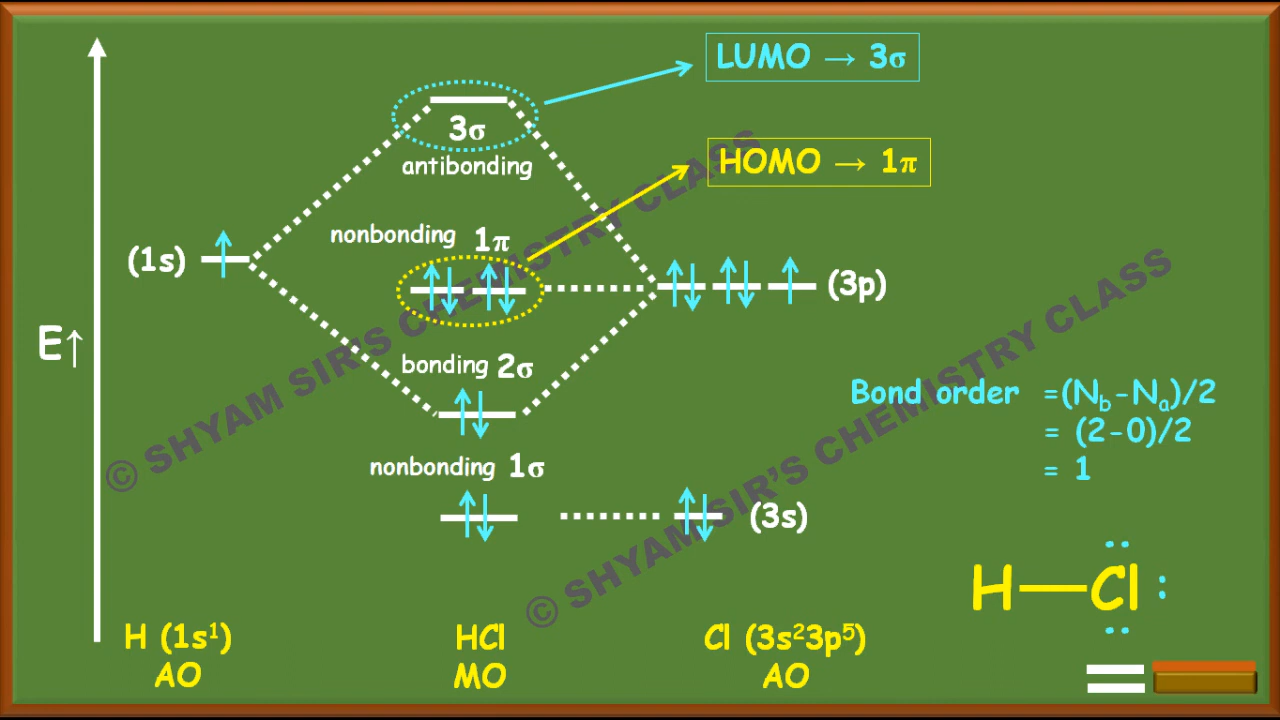 LUMO → 3σ
3σ
antibonding
HOMO → 1π
nonbonding 1π
(1s)
(3p)
E↑
bonding 2σ
Bond order =(N_b-N_a)/2
= (2-0)/2
= 1
nonbonding 1σ
(3s)
H—Cl
H (1s¹)
AO
HCl
MO
Cl (3s²3p⁵)
AO
© SHYAM SIR'S CHEMISTRY CLASS
© SHYAM SIR'S CHEMISTRY CLASS